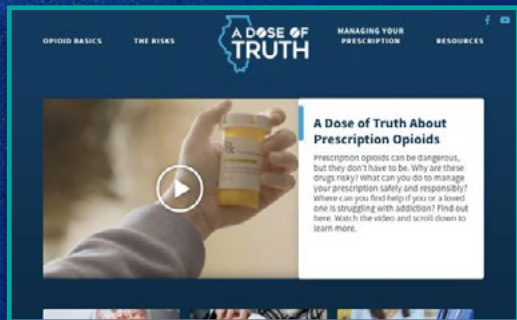 A DOSE OF
TRUTH
OPIOID BASICS
THE RISKS
MANAGING YOUR
PRESCRIPTION
RESOURCES
Rx
A Dose of Truth About
Prescription Opioids
Prescription opioids can be dangerous,
but they don't have to be. Why are these
drugs risky? What can you do to manage
your prescription safely and responsibly?
Where can you find help if you or a loved
one is struggling with addiction? Find out
here. Watch the video and scroll down to
learn more.